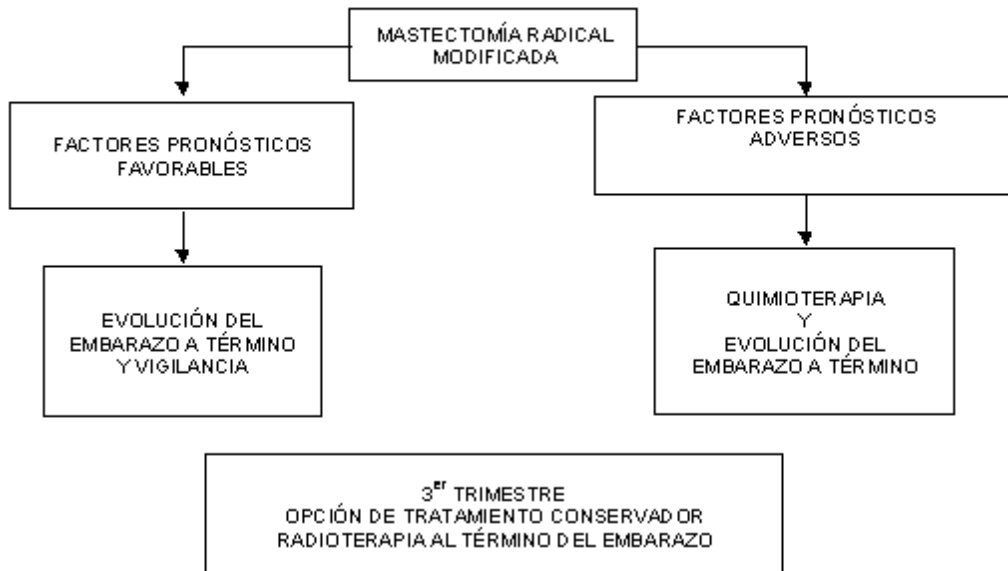 MASTECTOMÍA RADICAL
MODIFICADA
FACTORES PRONÓSTICOS
FAVORABLES
FACTORES PRONÓSTICOS
ADVERSOS
EVOLUCIÓN DEL
EMBARAZO A TÉRMINO
Y VIGILANCIA
QUIMIOTERAPIA
Y
EVOLUCIÓN DEL
EMBARAZO A TÉRMINO
3er TRIMESTRE
OPCIÓN DE TRATAMIENTO CONSERVADOR
RADIOTERAPIA AL TÉRMINO DEL EMBARAZO